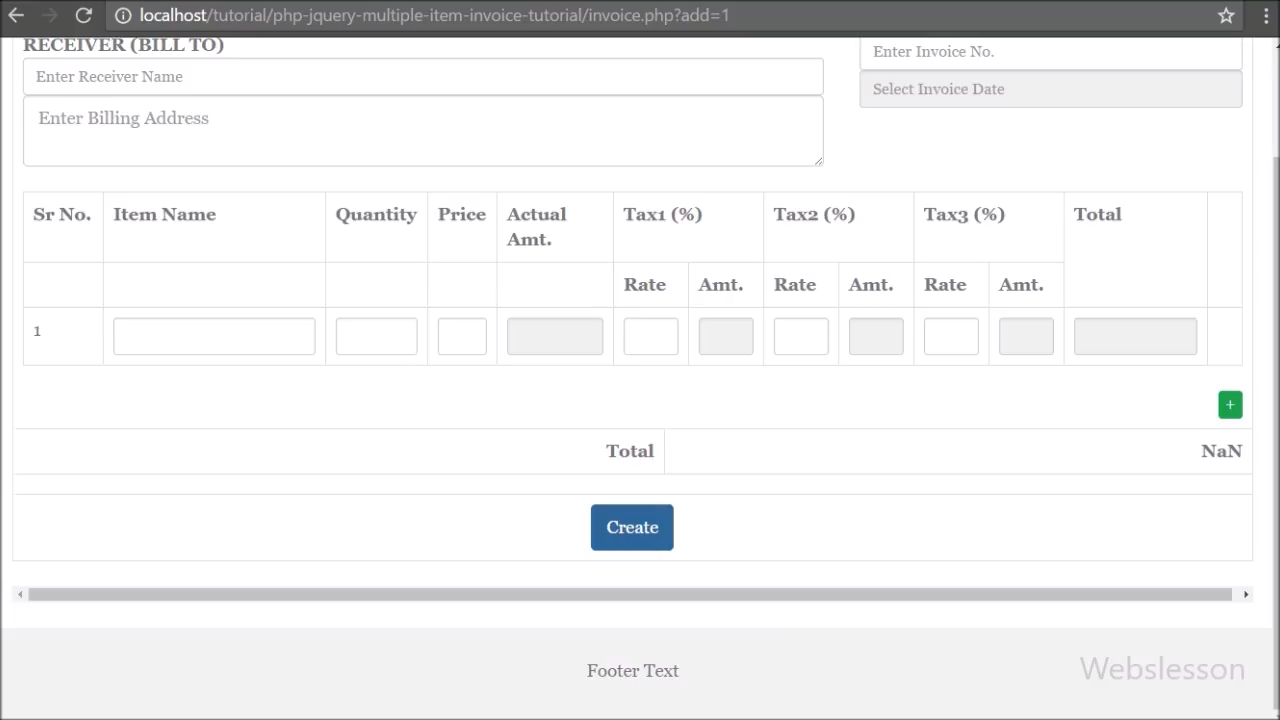 localhost/tutorial/php-jquery-multiple-item-invoice-tutorial/invoice.php?add=1
RECEIVER (BILL TO)
Enter Receiver Name
Enter Billing Address
Enter Invoice No.
Select Invoice Date
Sr No. Item Name Quantity Price Actual Amt. Tax1 (%) Tax2 (%) Tax3 (%) Total
Rate Amt. Rate Amt. Rate Amt.
1
+
Total NaN
Create
Footer Text
Webslesson